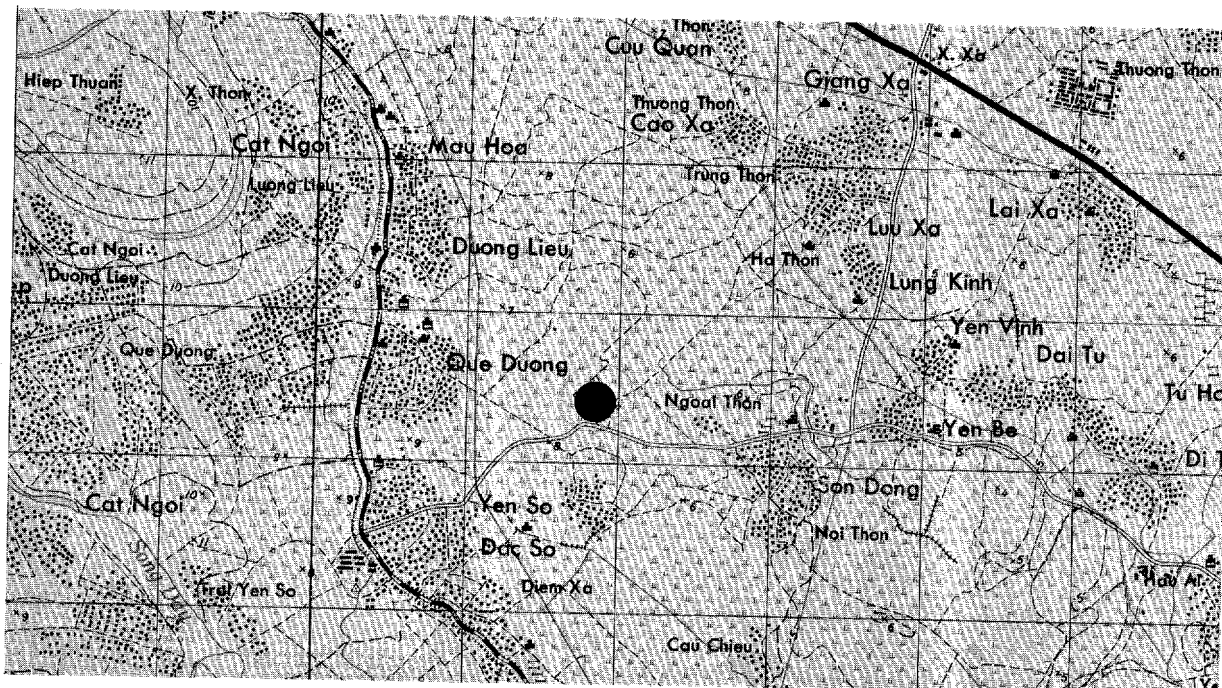 Thon
Cuu Quan
X. Xa
Giang Xa
Thuong Thon
Hiep Thuan
X. Thon
Thuong Thon
Cao Xa
Cat Ngoi
Mau Hoa
Trung Thon
Luong Lieu
Lai Xa
Luu Xa
Cat Ngoi
Duong Lieu
Duong Lieu
Ha Thon
Lung Kinh
Yen Vinh
Que Duong
Dai Tu
Que Duong
Ngoai Thon
Yen Be
Cat Ngoi
Yen So
Son Dong
Noi Thon
Dac So
Trai Yen So
Diem Xa
Hau Ai
Cau Chieu